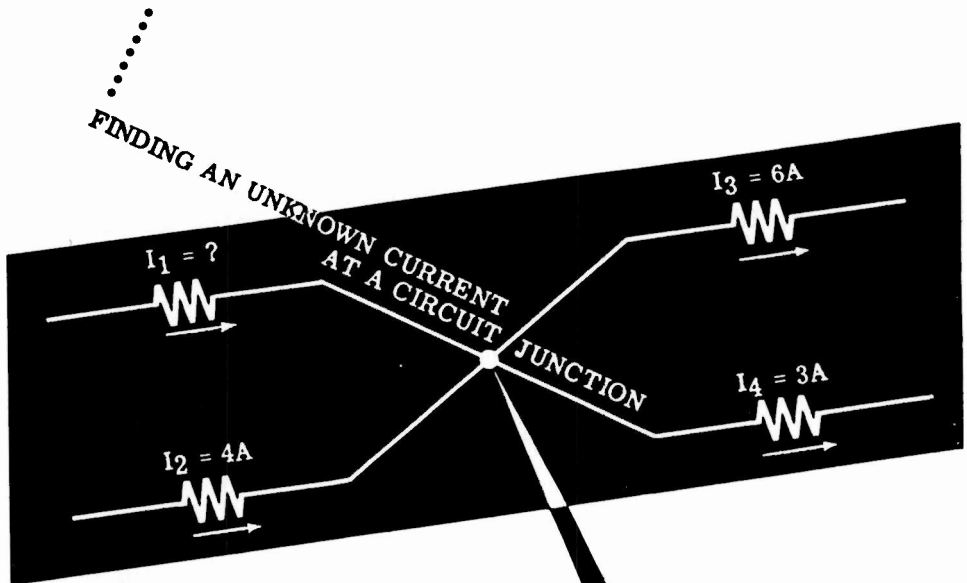 FINDING AN UNKNOWN CURRENT
AT A CIRCUIT JUNCTION
I1 = ?
I2 = 4A
I3 = 6A
I4 = 3A